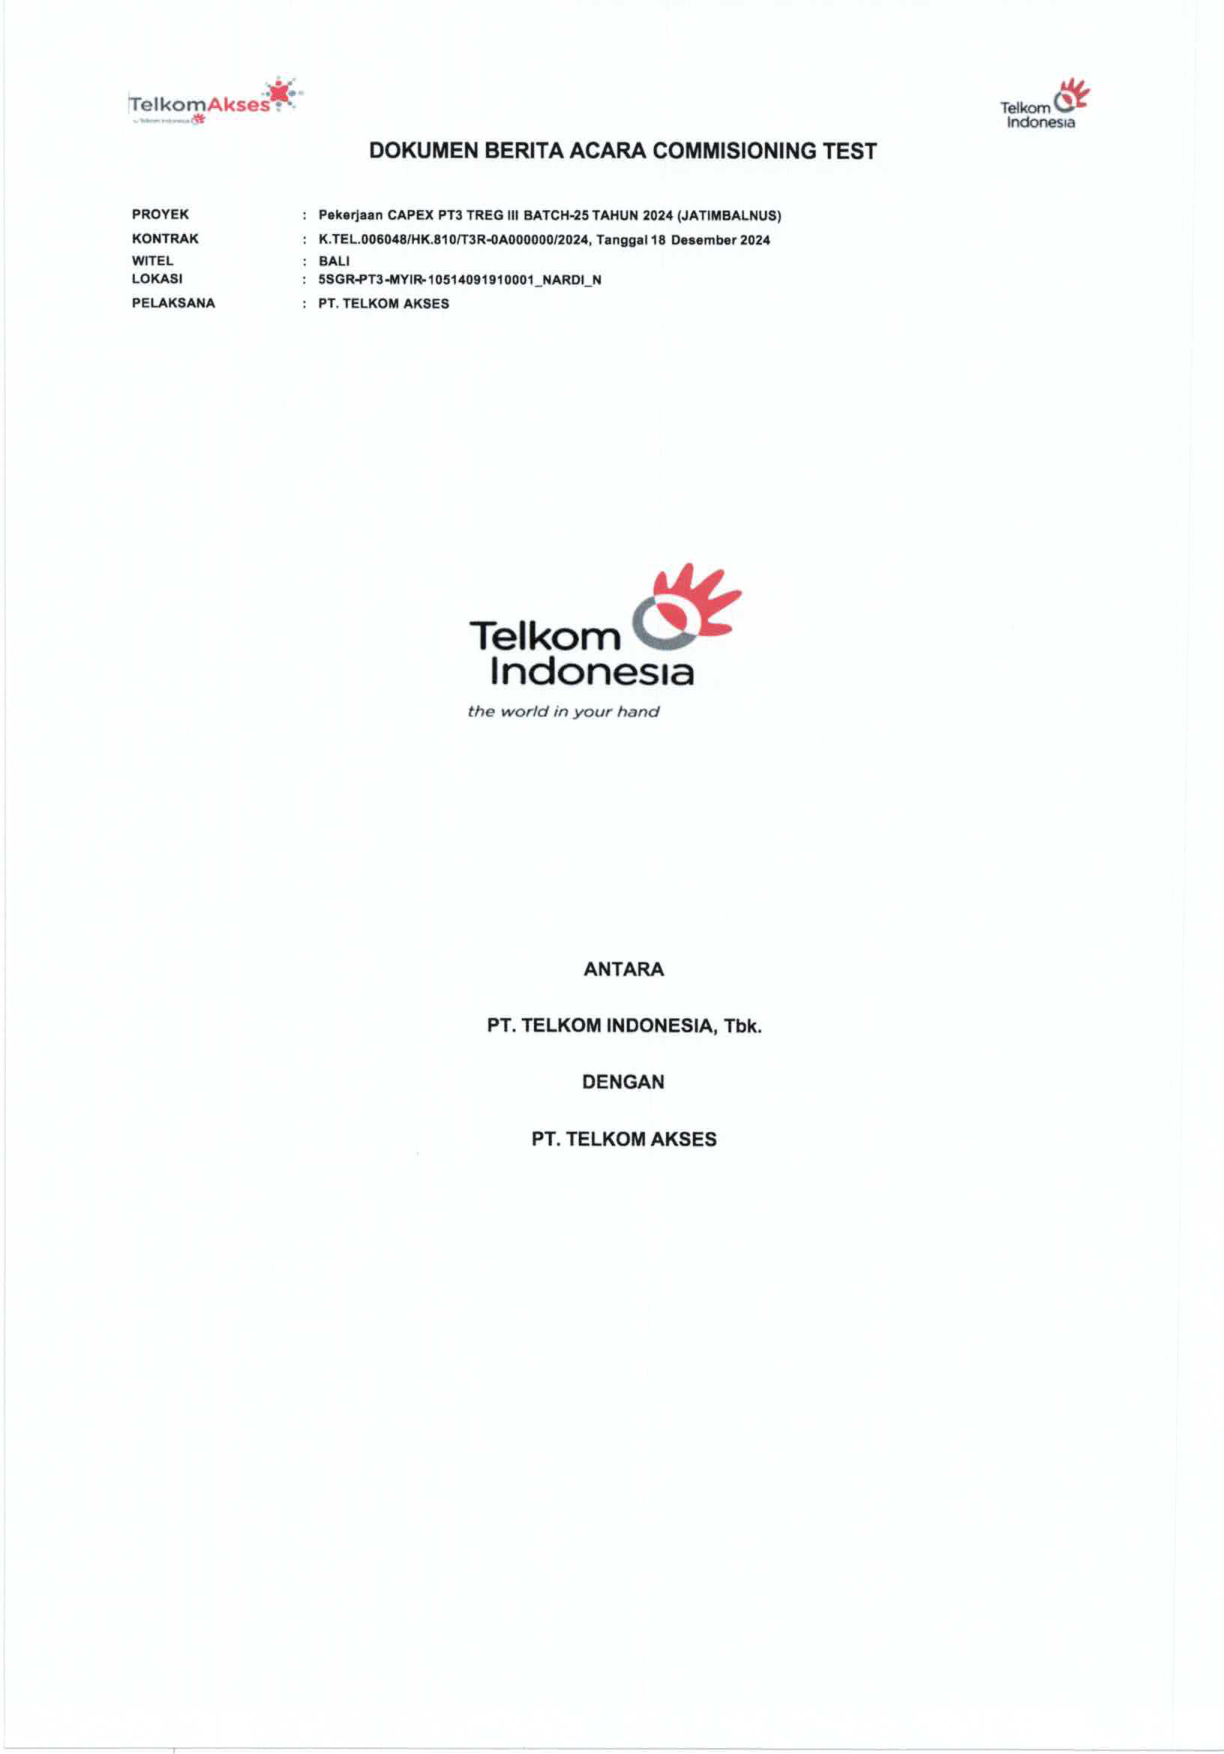 TelkomAkses
Telkom
Indonesia
DOKUMEN BERITA ACARA COMMISIONING TEST
PROYEK : Pekerjaan CAPEX PT3 TREG III BATCH-25 TAHUN 2024 (JATIMBALNUS)
KONTRAK : K.TEL.006048/HK.810/T3R-0A000000/2024, Tanggal 18 Desember 2024
WITEL : BALI
LOKASI : 5SGR-PT3-MYIR-10514091910001_NARDI_N
PELAKSANA : PT. TELKOM AKSES
Telkom
Indonesia
the world in your hand
ANTARA
PT. TELKOM INDONESIA, Tbk.
DENGAN
PT. TELKOM AKSES